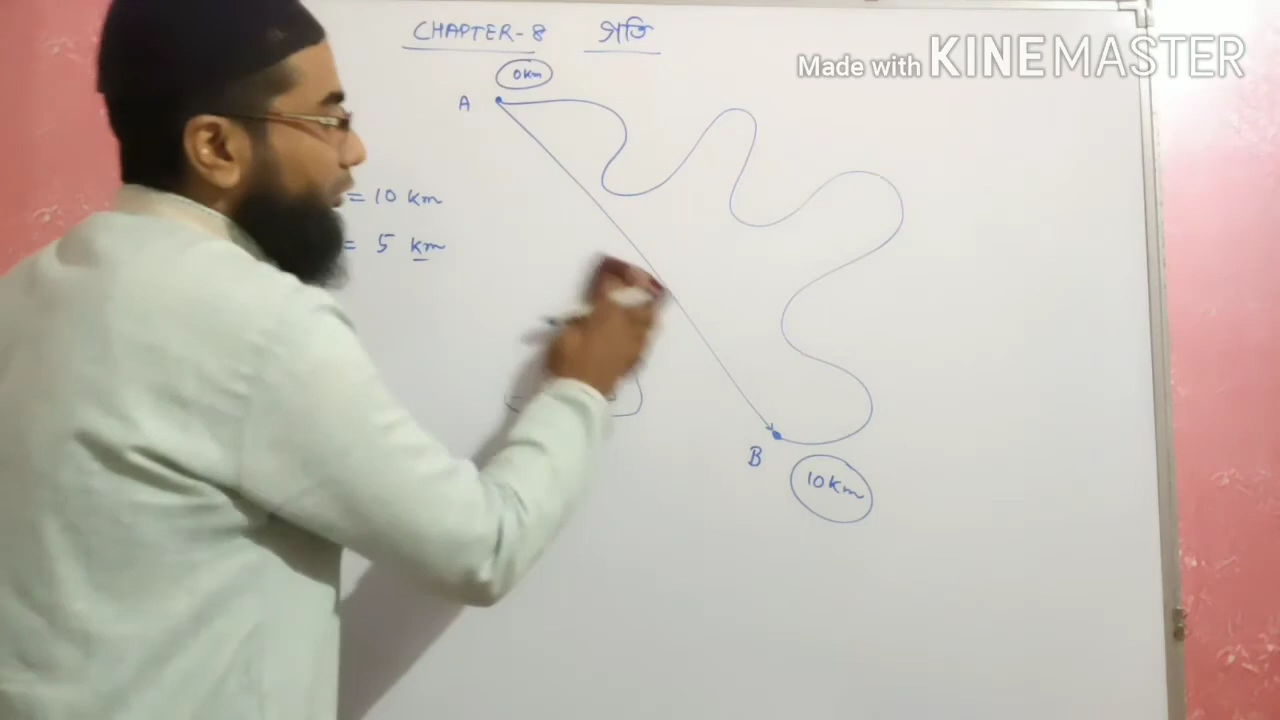 CHAPTER-8 গতি
Made with KINEMASTER
0km
A
= 10 km
= 5 km
B
10km